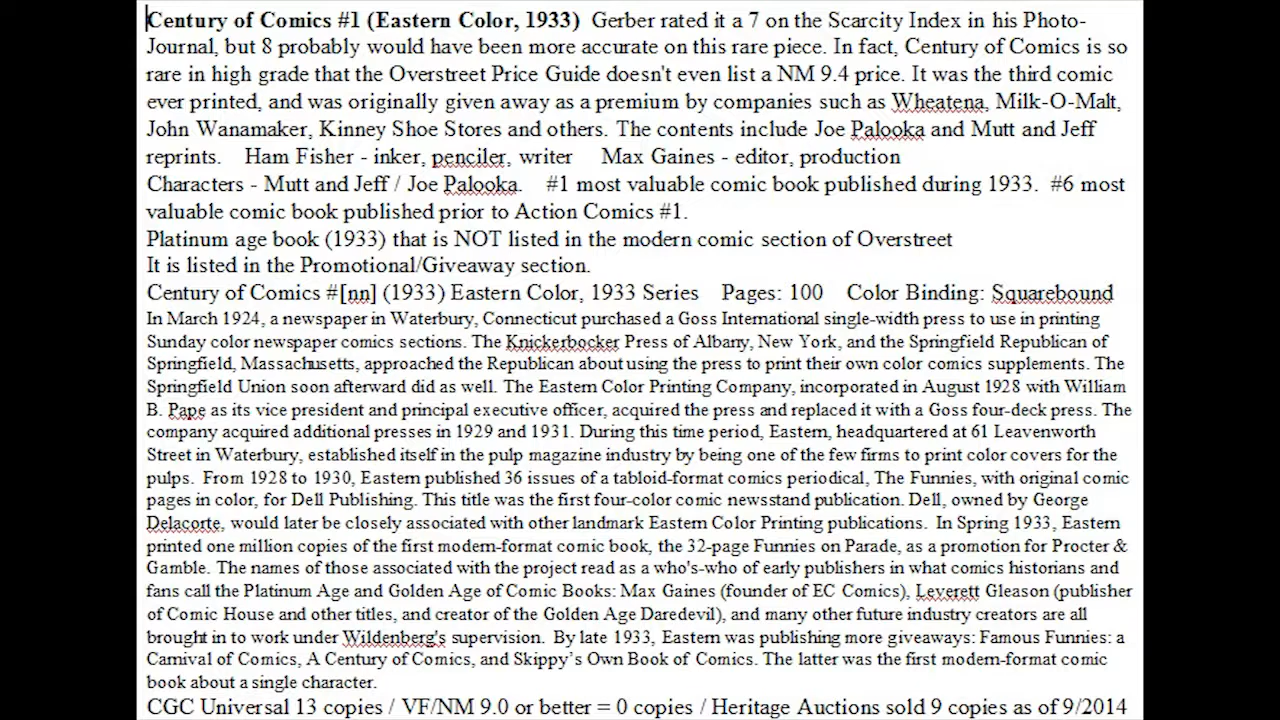 Century of Comics #1 (Eastern Color, 1933)  Gerber rated it a 7 on the Scarcity Index in his Photo-
Journal, but 8 probably would have been more accurate on this rare piece. In fact, Century of Comics is so
rare in high grade that the Overstreet Price Guide doesn't even list a NM 9.4 price. It was the third comic
ever printed, and was originally given away as a premium by companies such as Wheatena, Milk-O-Malt,
John Wanamaker, Kinney Shoe Stores and others. The contents include Joe Palooka and Mutt and Jeff
reprints.    Ham Fisher - inker, penciler, writer     Max Gaines - editor, production
Characters - Mutt and Jeff / Joe Palooka.    #1 most valuable comic book published during 1933.  #6 most
valuable comic book published prior to Action Comics #1.
Platinum age book (1933) that is NOT listed in the modern comic section of Overstreet
It is listed in the Promotional/Giveaway section.
Century of Comics #[nn] (1933) Eastern Color, 1933 Series    Pages: 100    Color Binding: Squarebound
In March 1924, a newspaper in Waterbury, Connecticut purchased a Goss International single-width press to use in printing
Sunday color newspaper comics sections. The Knickerbocker Press of Albany, New York, and the Springfield Republican of
Springfield, Massachusetts, approached the Republican about using the press to print their own color comics supplements. The
Springfield Union soon afterward did as well. The Eastern Color Printing Company, incorporated in August 1928 with William
B. Pape as its vice president and principal executive officer, acquired the press and replaced it with a Goss four-deck press. The
company acquired additional presses in 1929 and 1931. During this time period, Eastern, headquartered at 61 Leavenworth
Street in Waterbury, established itself in the pulp magazine industry by being one of the few firms to print color covers for the
pulps.  From 1928 to 1930, Eastern published 36 issues of a tabloid-format comics periodical, The Funnies, with original comic
pages in color, for Dell Publishing. This title was the first four-color comic newsstand publication. Dell, owned by George
Delacorte, would later be closely associated with other landmark Eastern Color Printing publications.  In Spring 1933, Eastern
printed one million copies of the first modern-format comic book, the 32-page Funnies on Parade, as a promotion for Procter &
Gamble. The names of those associated with the project read as a who's-who of early publishers in what comics historians and
fans call the Platinum Age and Golden Age of Comic Books: Max Gaines (founder of EC Comics), Leverett Gleason (publisher
of Comic House and other titles, and creator of the Golden Age Daredevil), and many other future industry creators are all
brought in to work under Wildenberg's supervision.  By late 1933, Eastern was publishing more giveaways: Famous Funnies: a
Carnival of Comics, A Century of Comics, and Skippy's Own Book of Comics. The latter was the first modern-format comic
book about a single character.
CGC Universal 13 copies / VF/NM 9.0 or better = 0 copies / Heritage Auctions sold 9 copies as of 9/2014